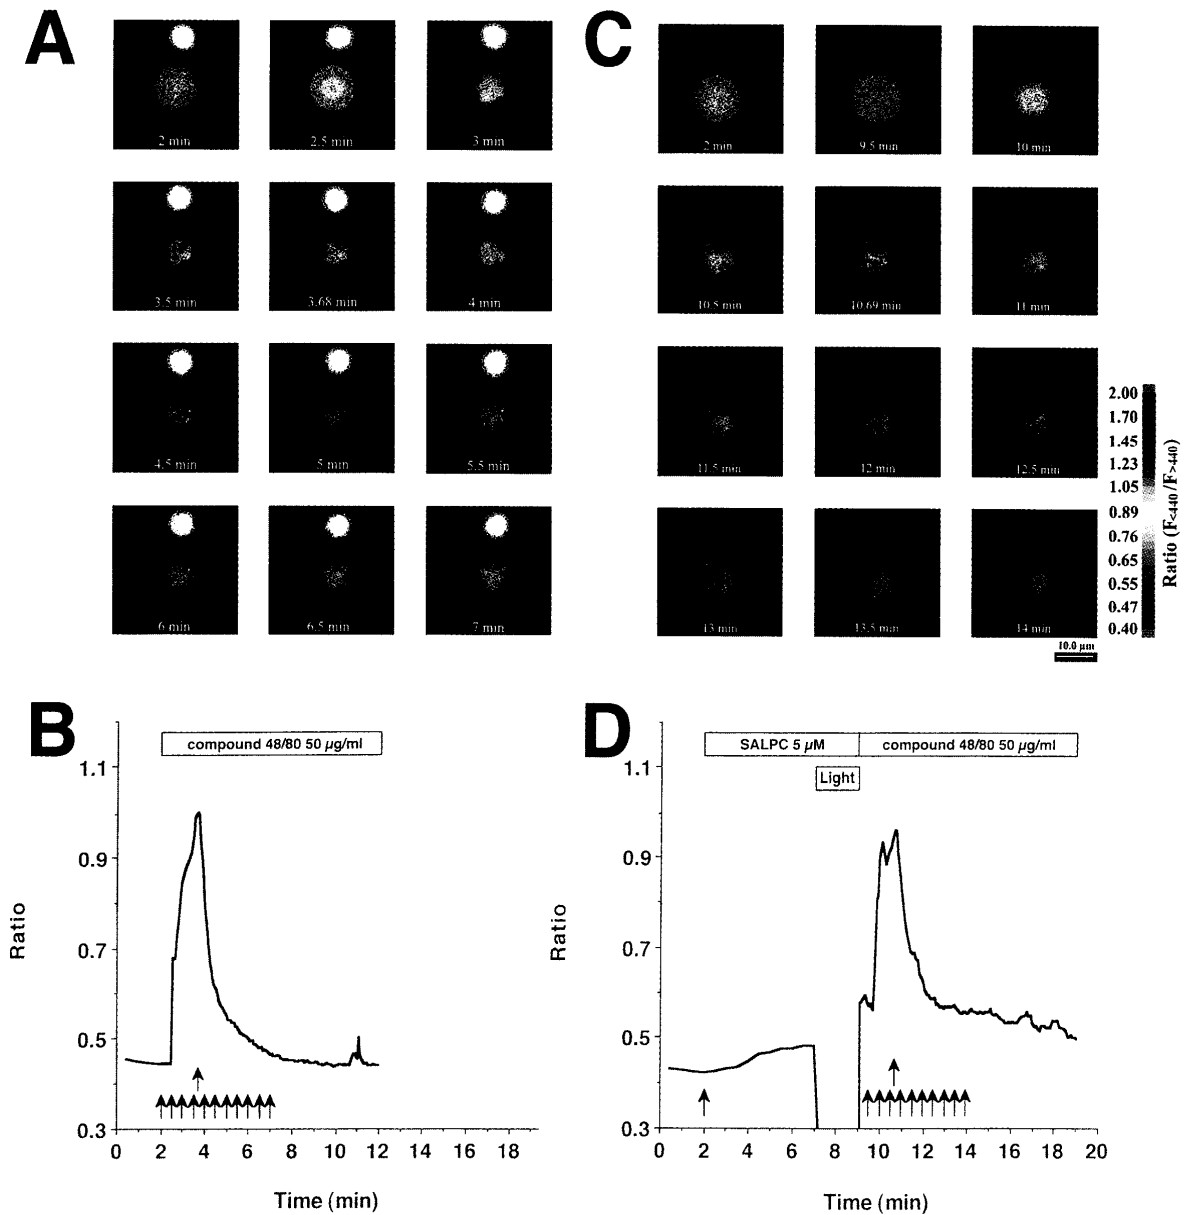 A
2 min
2.5 min
3 min
3.5 min
3.68 min
4 min
4.5 min
5 min
5.5 min
6 min
6.5 min
7 min
C
2 min
9.5 min
10 min
10.5 min
10.69 min
11 min
11.5 min
12 min
12.5 min
13 min
13.5 min
14 min
2.00
1.70
1.45
1.23
1.05
0.89
0.76
0.65
0.55
0.47
0.40
Ratio (F<440/F>440)
10.0 µm
B
compound 48/80 50 µg/ml
1.1
0.9
0.7
0.5
0.3
Ratio
0 2 4 6 8 10 12 14 16 18
Time (min)
D
SALPC 5 µM
compound 48/80 50 µg/ml
Light
1.1
0.9
0.7
0.5
0.3
Ratio
0 2 4 6 8 10 12 14 16 18 20
Time (min)